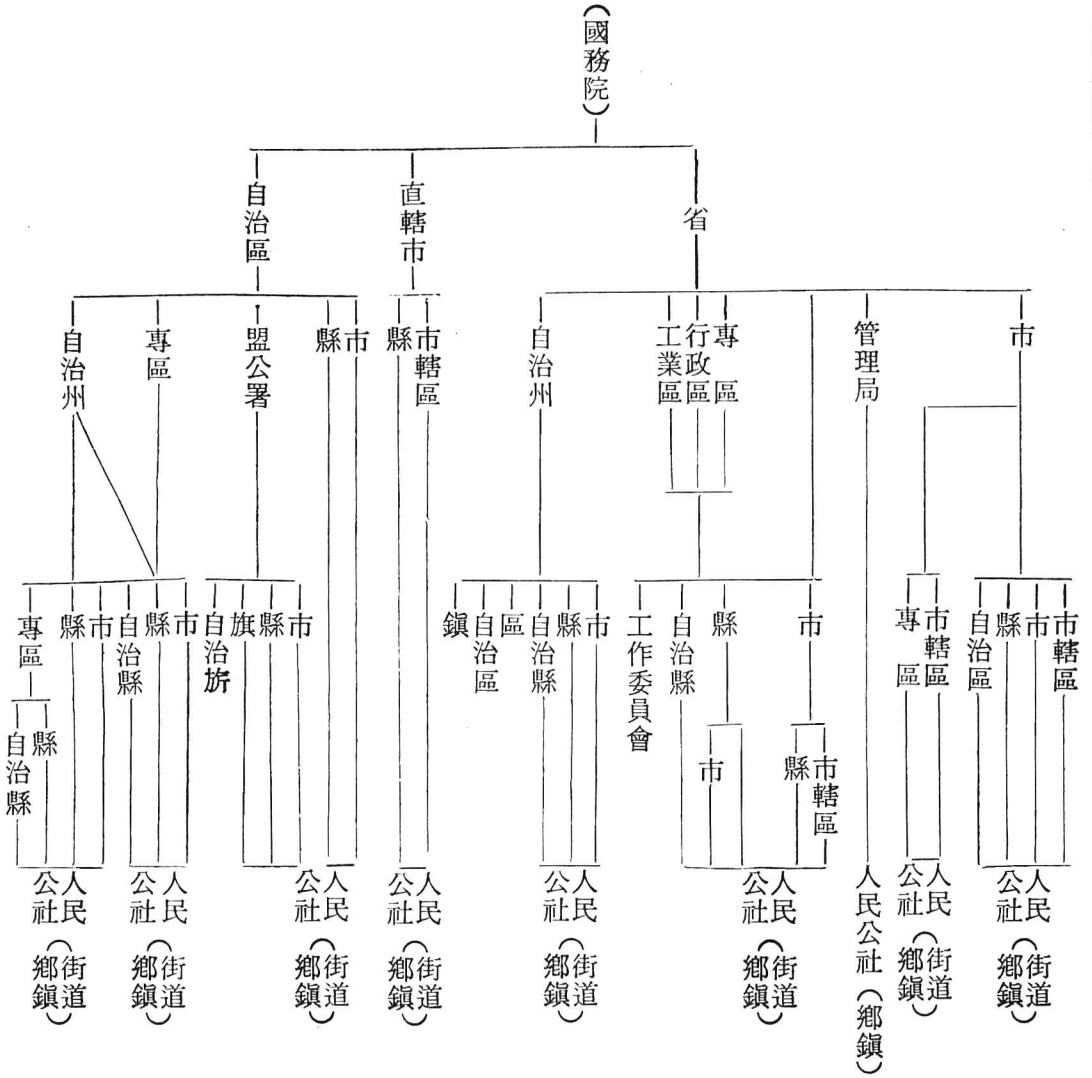 （國務院）
省
直轄市
自治區
市
管理局
專區
行政區
工業區
自治州
市轄區
縣
市
縣
盟公署
專區
自治州
市轄區
市
縣
自治區
市轄區
專區
市
縣
自治縣
工作委員會
市
縣
自治縣
區
自治區
鎮
市
縣
旗
自治旂
市
縣
自治縣
市
縣
專區
市轄區
縣
市
縣
自治縣
人民公社（街道鄉鎮）
人民公社（街道鄉鎮）
人民公社（鄉鎮）
人民公社（街道鄉鎮）
人民公社（街道鄉鎮）
人民公社（街道鄉鎮）
人民公社（街道鄉鎮）
人民公社（街道鄉鎮）
人民公社（街道鄉鎮）